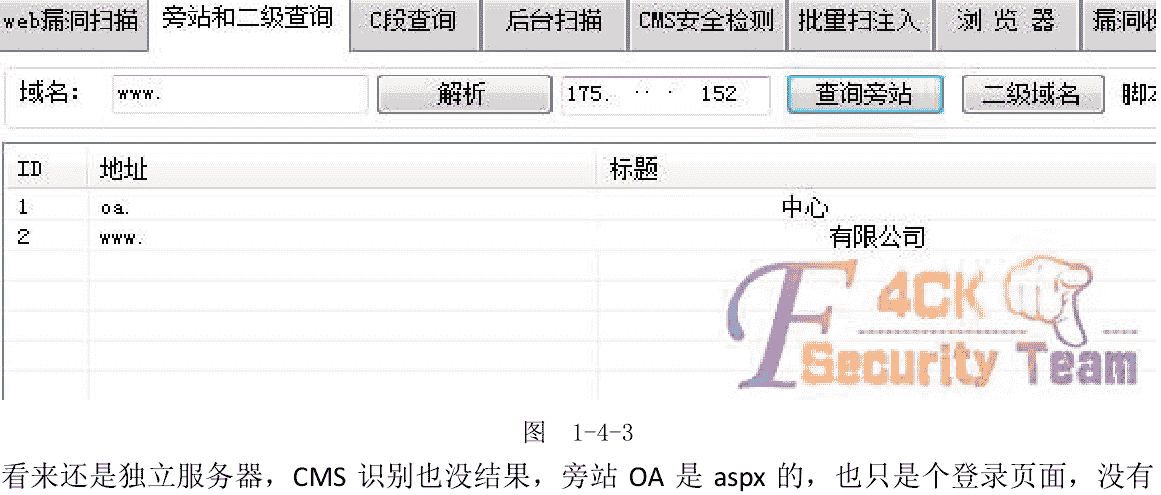 web漏洞扫描 旁站和二级查询 C段查询 后台扫描 CMS安全检测 批量扫注入 浏 览 器 漏洞
域名： www. 解析 175. 152 查询旁站 二级域名 脚
ID 地址 标题
1 oa. 中心
2 www. 有限公司
F4CK
Security Team
图 1-4-3
看来还是独立服务器，CMS 识别也没结果，旁站 OA 是 aspx 的，也只是个登录页面，没有